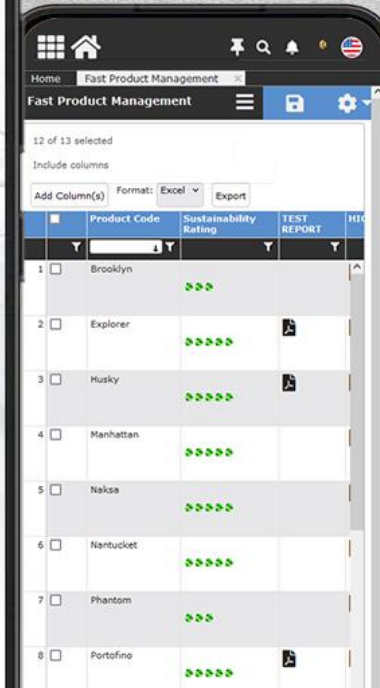 Home Fast Product Management ×
Fast Product Management
12 of 13 selected
Include columns
Add Column(s) Format: Excel Export
Product Code Sustainability Rating TEST REPORT HIG
1 Brooklyn
2 Explorer
3 Husky
4 Manhattan
5 Naksa
6 Nantucket
7 Phantom
8 Portofino